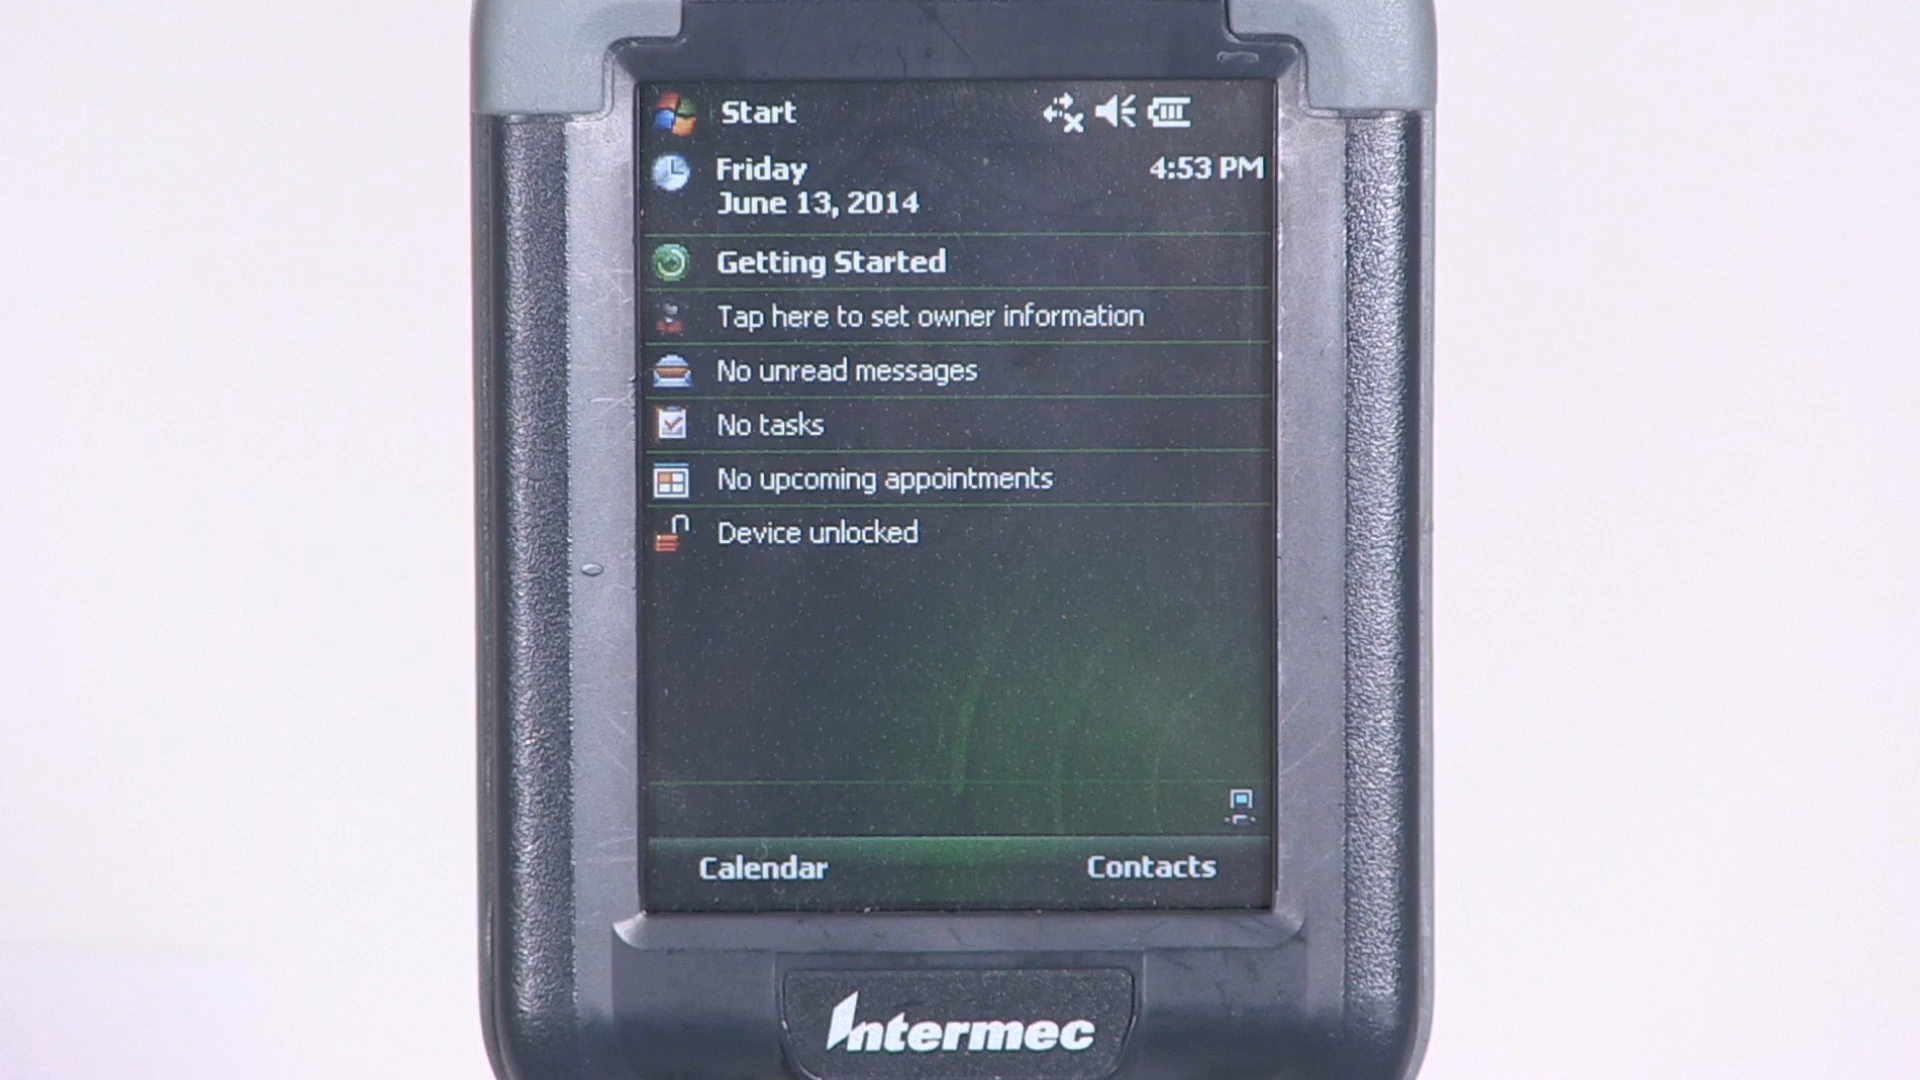 Start
Friday 4:53 PM
June 13, 2014
Getting Started
Tap here to set owner information
No unread messages
No tasks
No upcoming appointments
Device unlocked
Calendar Contacts
Intermec